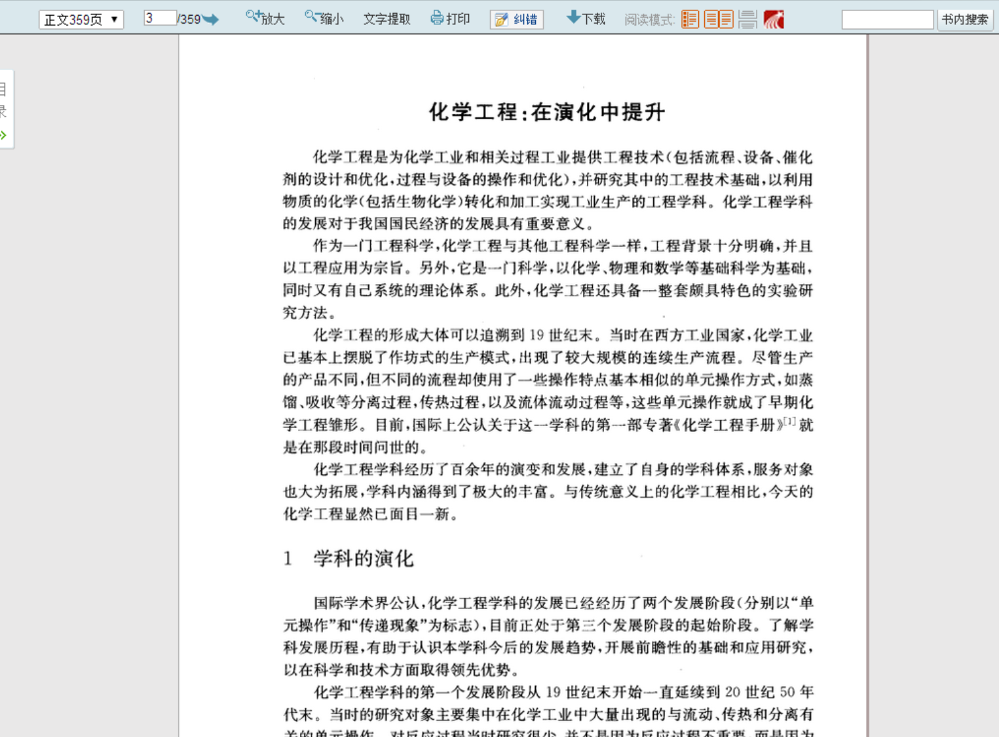 正文359页 ▼ 3 /359 放大 缩小 文字提取 打印 纠错 下载 阅读模式: 书内搜索
目
录
»
化学工程:在演化中提升
化学工程是为化学工业和相关过程工业提供工程技术(包括流程、设备、催化
剂的设计和优化,过程与设备的操作和优化),并研究其中的工程技术基础,以利用
物质的化学(包括生物化学)转化和加工实现工业生产的工程学科。化学工程学科
的发展对于我国国民经济的发展具有重要意义。
作为一门工程科学,化学工程与其他工程科学一样,工程背景十分明确,并且
以工程应用为宗旨。另外,它是一门科学,以化学、物理和数学等基础科学为基础,
同时又有自己系统的理论体系。此外,化学工程还具备一整套颇具特色的实验研
究方法。
化学工程的形成大体可以追溯到 19 世纪末。当时在西方工业国家,化学工业
已基本上摆脱了作坊式的生产模式,出现了较大规模的连续生产流程。尽管生产
的产品不同,但不同的流程却使用了一些操作特点基本相似的单元操作方式,如蒸
馏、吸收等分离过程,传热过程,以及流体流动过程等,这些单元操作就成了早期化
学工程雏形。目前,国际上公认关于这一学科的第一部专著《化学工程手册》[1]就
是在那段时间问世的。
化学工程学科经历了百余年的演变和发展,建立了自身的学科体系,服务对象
也大为拓展,学科内涵得到了极大的丰富。与传统意义上的化学工程相比,今天的
化学工程显然已面目一新。
1 学科的演化
国际学术界公认,化学工程学科的发展已经经历了两个发展阶段(分别以“单
元操作”和“传递现象”为标志),目前正处于第三个发展阶段的起始阶段。了解学
科发展历程,有助于认识本学科今后的发展趋势,开展前瞻性的基础和应用研究,
以在科学和技术方面取得领先优势。
化学工程学科的第一个发展阶段从 19 世纪末开始一直延续到 20 世纪 50 年
代末。当时的研究对象主要集中在化学工业中大量出现的与流动、传热和分离有
关的单元操作。对反应过程当时研究很少,并不是因为反应过程不重要,而是因为